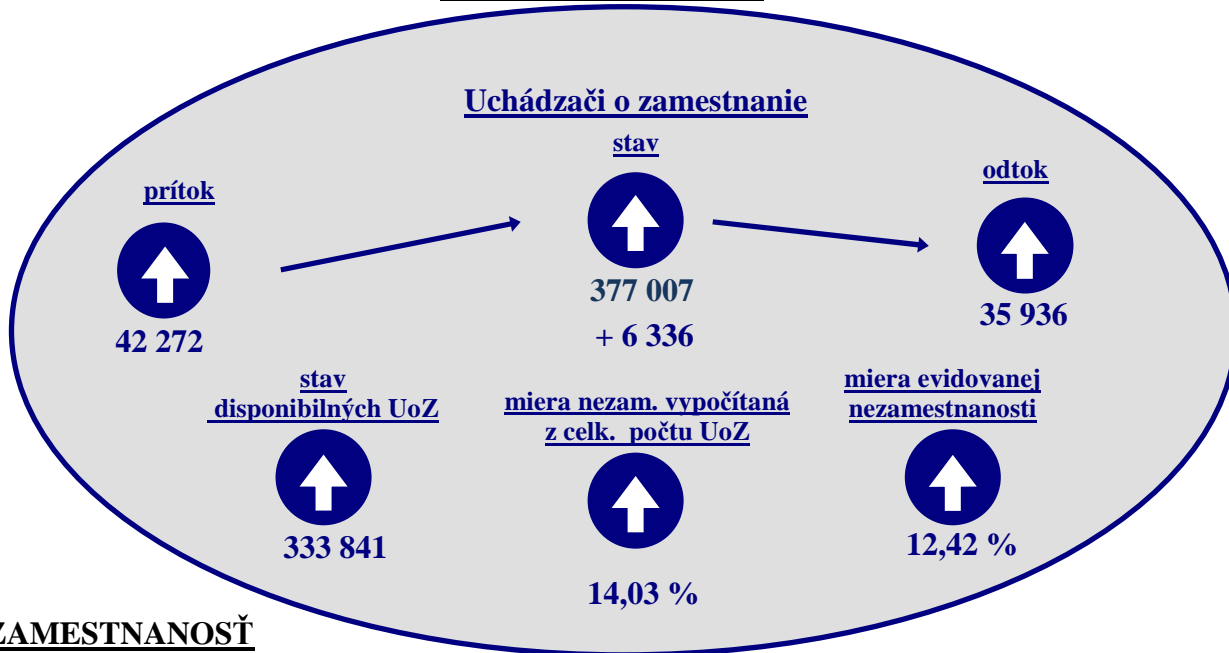 Uchádzači o zamestnanie
stav
prítok
odtok
377 007
+ 6 336
42 272
35 936
stav
disponibilných UoZ
miera nezam. vypočítaná
z celk. počtu UoZ
miera evidovanej
nezamestnanosti
333 841
14,03 %
12,42 %
ZAMESTNANOSŤ